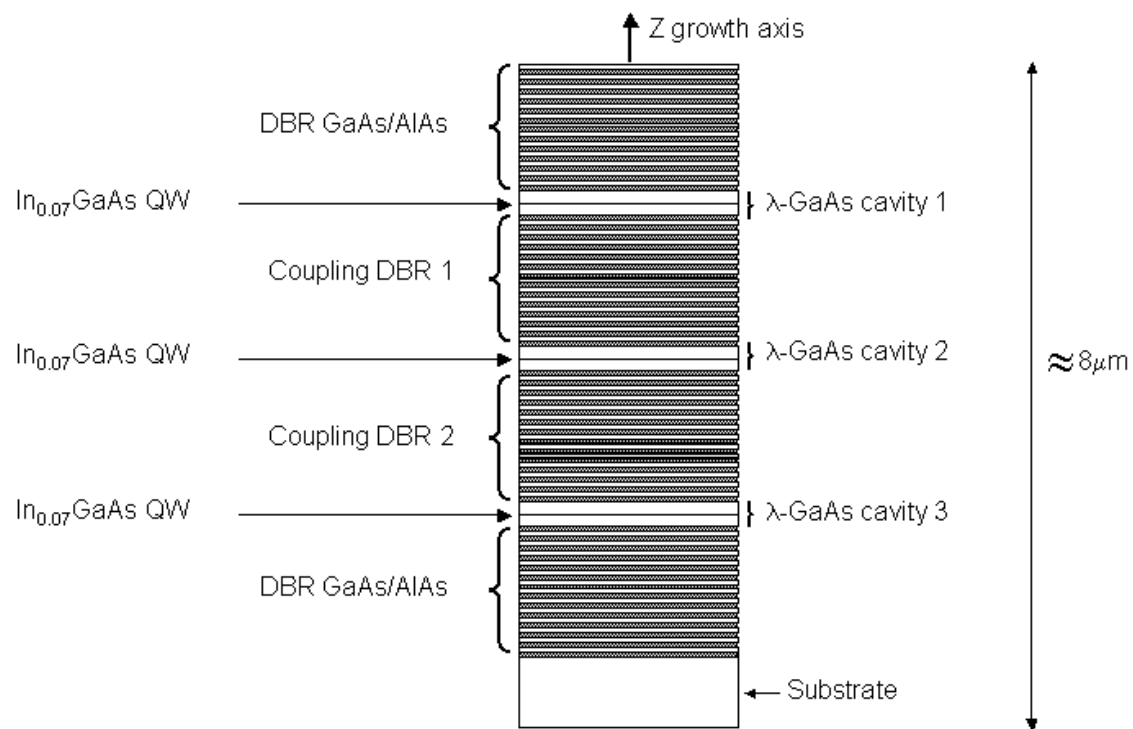 Z growth axis
DBR GaAs/AlAs
In0.07GaAs QW
λ-GaAs cavity 1
Coupling DBR 1
In0.07GaAs QW
λ-GaAs cavity 2
≈8μm
Coupling DBR 2
In0.07GaAs QW
λ-GaAs cavity 3
DBR GaAs/AlAs
Substrate